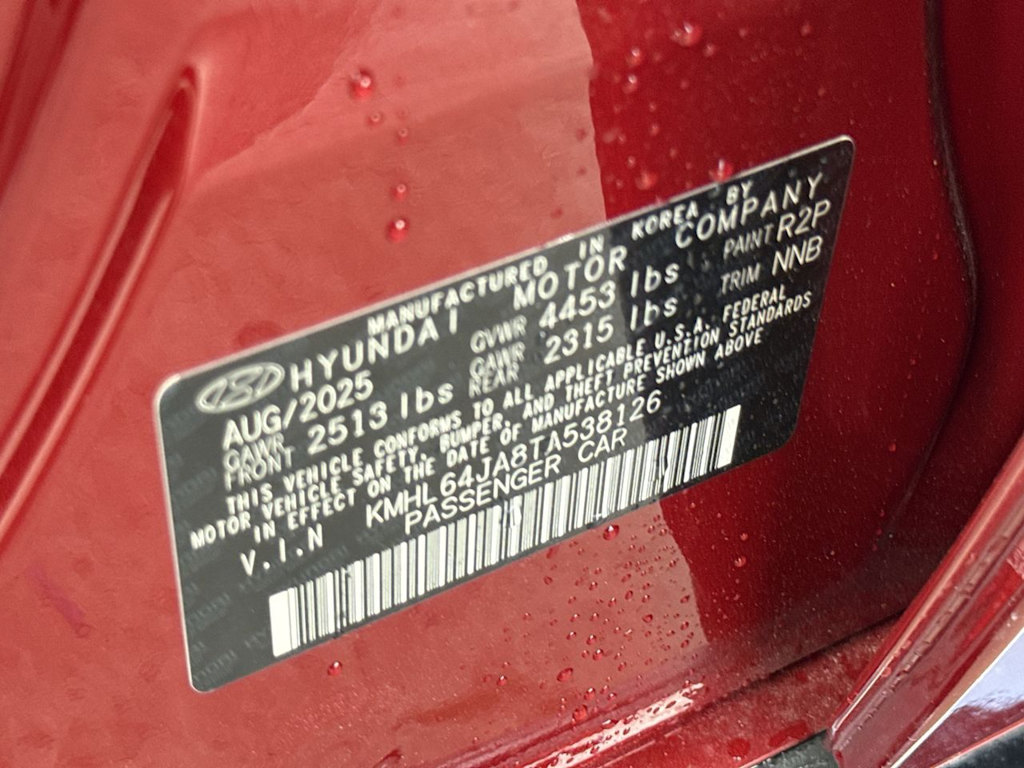 MANUFACTURED IN KOREA BY
HYUNDAI MOTOR COMPANY
AUG/2025 GVWR 4453 lbs PAINT R2P
GAWR FRONT 2513 lbs GAWR REAR 2315 lbs TRIM NNB
THIS VEHICLE CONFORMS TO ALL APPLICABLE U.S.A. FEDERAL
MOTOR VEHICLE SAFETY, BUMPER, AND THEFT PREVENTION STANDARDS
IN EFFECT ON THE DATE OF MANUFACTURE SHOWN ABOVE
V.I.N KMHL64JA8TA538126
PASSENGER CAR